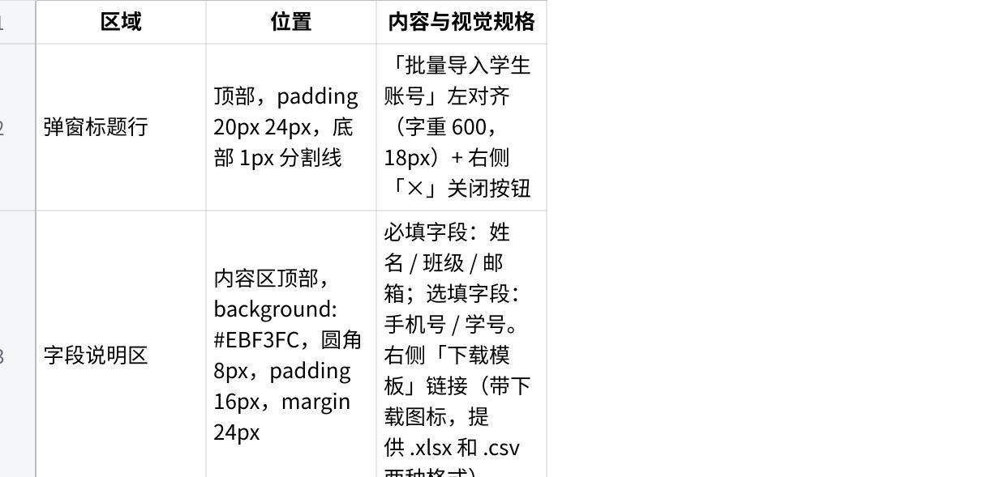 1
区域
位置
内容与视觉规格
2
弹窗标题行
顶部，padding
20px 24px，底
部 1px 分割线
「批量导入学生
账号」左对齐
（字重 600，
18px）+ 右侧
「×」关闭按钮
3
字段说明区
内容区顶部，
background:
#EBF3FC，圆角
8px，padding
16px，margin
24px
必填字段：姓
名 / 班级 / 邮
箱；选填字段：
手机号 / 学号。
右侧「下载模
板」链接（带下
载图标，提
供 .xlsx 和 .csv
两种格式）